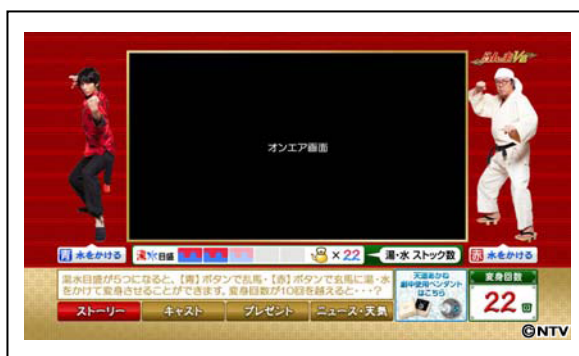 らんま1/2
オンエア画面
青 水をかける
湯水目盛
×22
湯・水 ストック数
赤 水をかける
湯水目盛が5つになると、【青】ボタンで乱馬・【赤】ボタンで玄馬に湯・水
をかけて変身させることができます。変身回数が10回を越えると・・・?
天道あかね
劇中使用ペンダント
はこちら
変身回数
22回
ストーリー
キャスト
プレゼント
ニュース・天気
©NTV